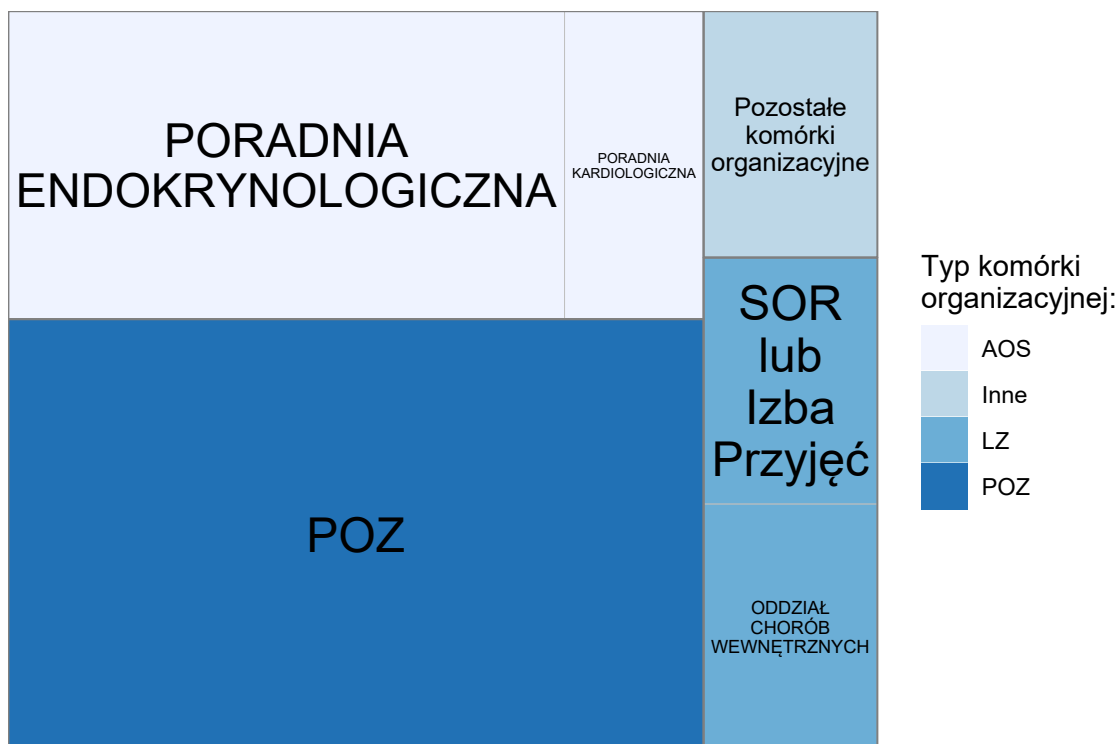 PORADNIA
ENDOKRYNOLOGICZNA
PORADNIA
KARDIOLOGICZNA
Pozostałe
komórki
organizacyjne
SOR
lub
Izba
Przyjęć
POZ
ODDZIAŁ
CHORÓB
WEWNĘTRZNYCH
Typ komórki
organizacyjnej:
AOS
Inne
LZ
POZ